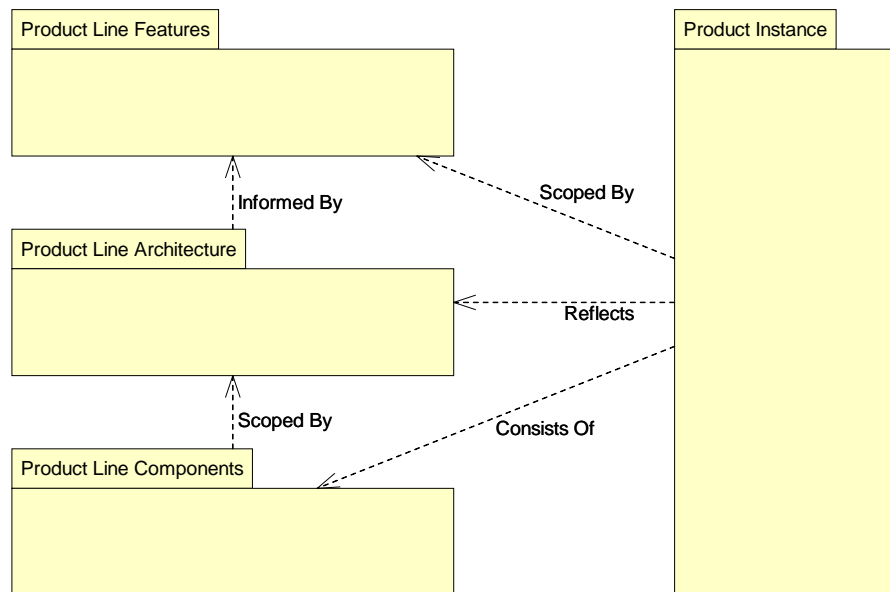 Product Line Features
Product Instance
Scoped By
Informed By
Product Line Architecture
Reflects
Scoped By
Consists Of
Product Line Components